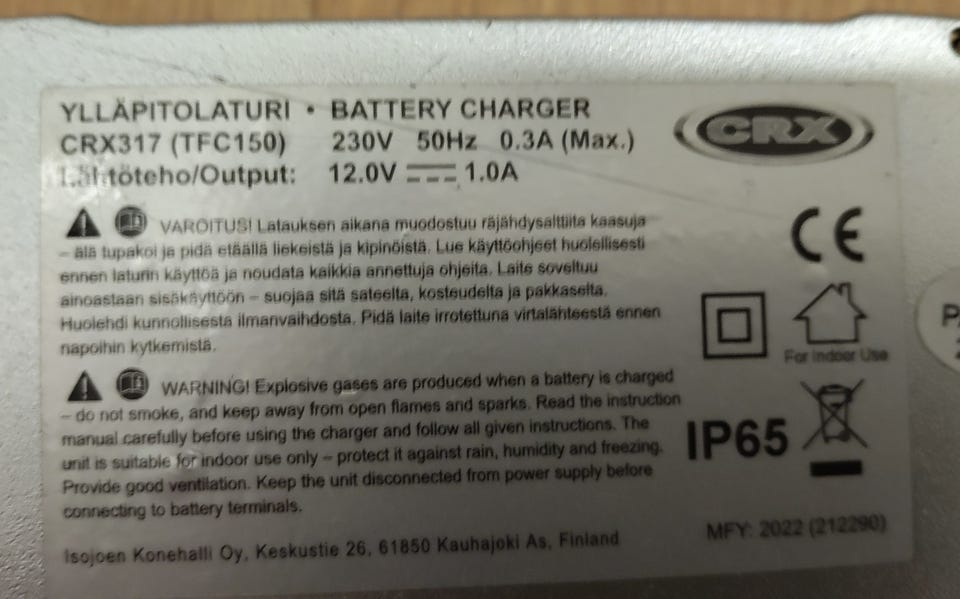 YLLÄPITOLATURI • BATTERY CHARGER
CRX317 (TFC150) 230V 50Hz 0.3A (Max.)
Lähtöteho/Output: 12.0V 1.0A
CRX
VAROITUS! Latauksen aikana muodostuu räjähdysalttiita kaasuja
– älä tupakoi ja pidä etäällä liekeistä ja kipinöistä. Lue käyttöohjeet huolellisesti
ennen laturin käyttöä ja noudata kaikkia annettuja ohjeita. Laite soveltuu
ainoastaan sisäkäyttöön – suojaa sitä sateelta, kosteudelta ja pakkaselta.
Huolehdi kunnollisesta ilmanvaihdosta. Pidä laite irrotettuna virtalähteestä ennen
napoihin kytkemistä.
CE
For Indoor Use
WARNING! Explosive gases are produced when a battery is charged
– do not smoke, and keep away from open flames and sparks. Read the instruction
manual carefully before using the charger and follow all given instructions. The
unit is suitable for indoor use only – protect it against rain, humidity and freezing.
Provide good ventilation. Keep the unit disconnected from power supply before
connecting to battery terminals.
IP65
Isojoen Konehalli Oy, Keskustie 26, 61850 Kauhajoki As, Finland
MFY: 2022 (212290)